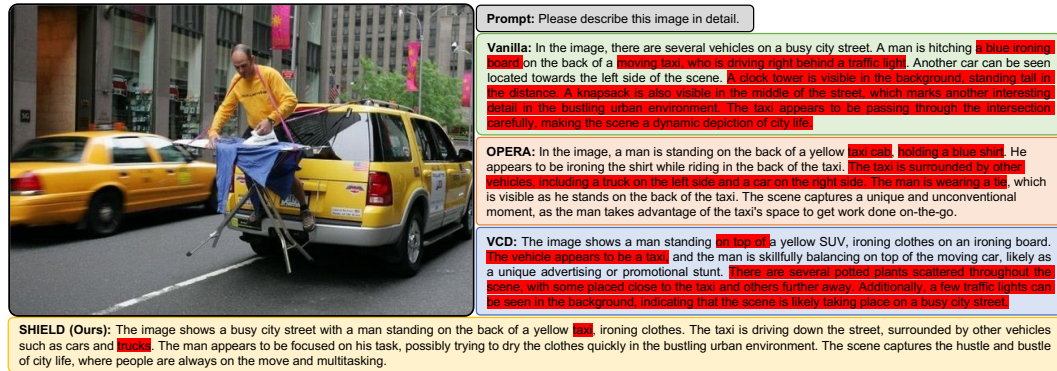 Prompt: Please describe this image in detail.
Vanilla: In the image, there are several vehicles on a busy city street. A man is hitching a blue ironing
board on the back of a moving taxi, who is driving right behind a traffic light. Another car can be seen
located towards the left side of the scene. A clock tower is visible in the background, standing tall in
the distance. A knapsack is also visible in the middle of the street, which marks another interesting
detail in the bustling urban environment. The taxi appears to be passing through the intersection
carefully, making the scene a dynamic depiction of city life.
OPERA: In the image, a man is standing on the back of a yellow taxi cab, holding a blue shirt. He
appears to be ironing the shirt while riding in the back of the taxi. The taxi is surrounded by other
vehicles, including a truck on the left side and a car on the right side. The man is wearing a tie, which
is visible as he stands on the back of the taxi. The scene captures a unique and unconventional
moment, as the man takes advantage of the taxi's space to get work done on-the-go.
VCD: The image shows a man standing on top of a yellow SUV, ironing clothes on an ironing board.
The vehicle appears to be a taxi, and the man is skillfully balancing on top of the moving car, likely as
a unique advertising or promotional stunt. There are several potted plants scattered throughout the
scene, with some placed close to the taxi and others further away. Additionally, a few traffic lights can
be seen in the background, indicating that the scene is likely taking place on a busy city street.
SHIELD (Ours): The image shows a busy city street with a man standing on the back of a yellow taxi, ironing clothes. The taxi is driving down the street, surrounded by other vehicles
such as cars and trucks. The man appears to be focused on his task, possibly trying to dry the clothes quickly in the bustling urban environment. The scene captures the hustle and bustle
of city life, where people are always on the move and multitasking.